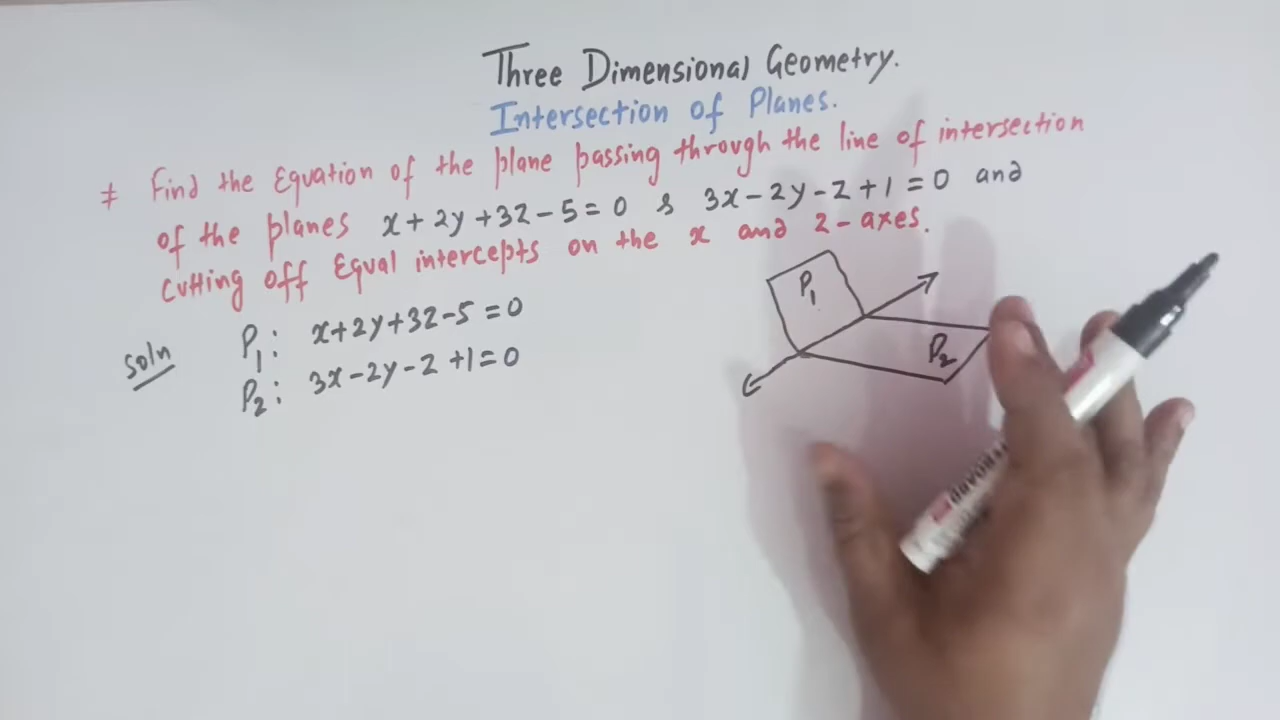 Three Dimensional Geometry.
Intersection of Planes.
# Find the Equation of the plane passing through the line of intersection
of the planes x + 2y + 3z - 5 = 0 & 3x - 2y - z + 1 = 0 and
cutting off Equal intercepts on the x and z-axes.
Soln
P1: x+2y+3z-5 = 0
P2: 3x-2y-z+1=0
P1
P2